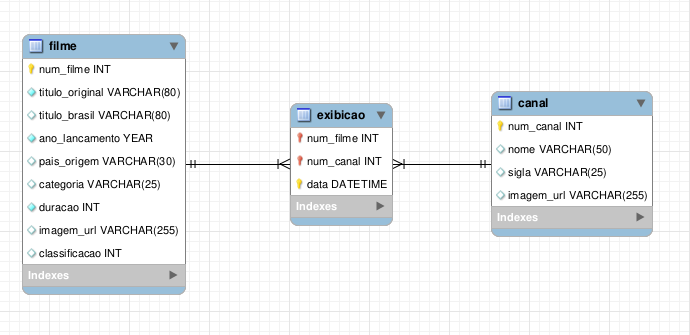 filme
num_filme INT
titulo_original VARCHAR(80)
titulo_brasil VARCHAR(80)
ano_lancamento YEAR
pais_origem VARCHAR(30)
categoria VARCHAR(25)
duracao INT
imagem_url VARCHAR(255)
classificacao INT
Indexes
exibicao
num_filme INT
num_canal INT
data DATETIME
Indexes
canal
num_canal INT
nome VARCHAR(50)
sigla VARCHAR(25)
imagem_url VARCHAR(255)
Indexes